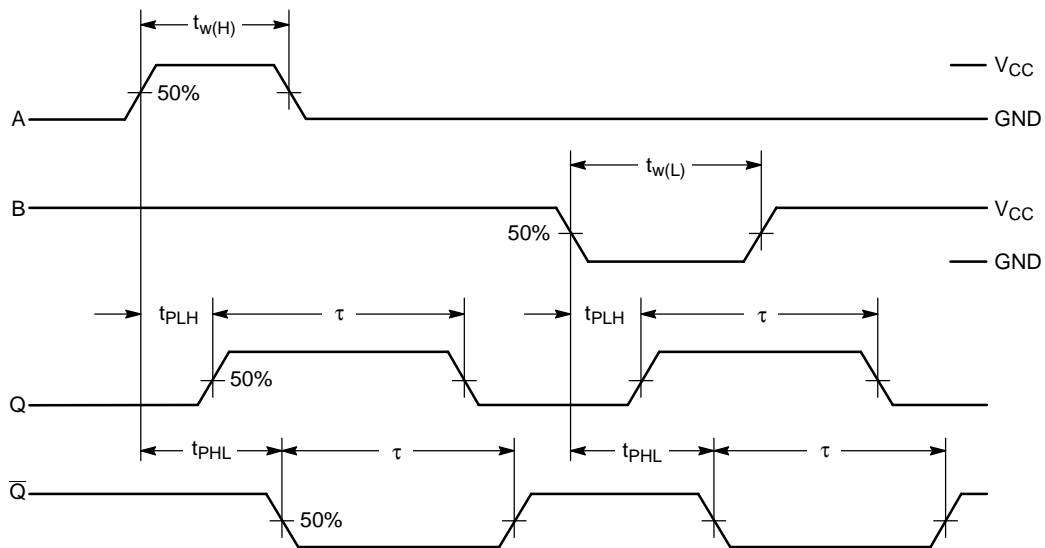 tw(H)
VCC
50%
A
GND
tw(L)
B
VCC
50%
GND
tPLH
τ
tPLH
τ
50%
Q
tPHL
τ
tPHL
τ
Q̅
50%